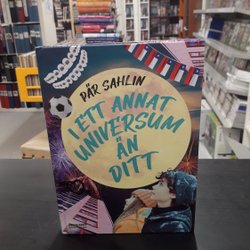 PÄR SAHLIN
I ETT ANNAT
UNIVERSUM
ÄN
DITT